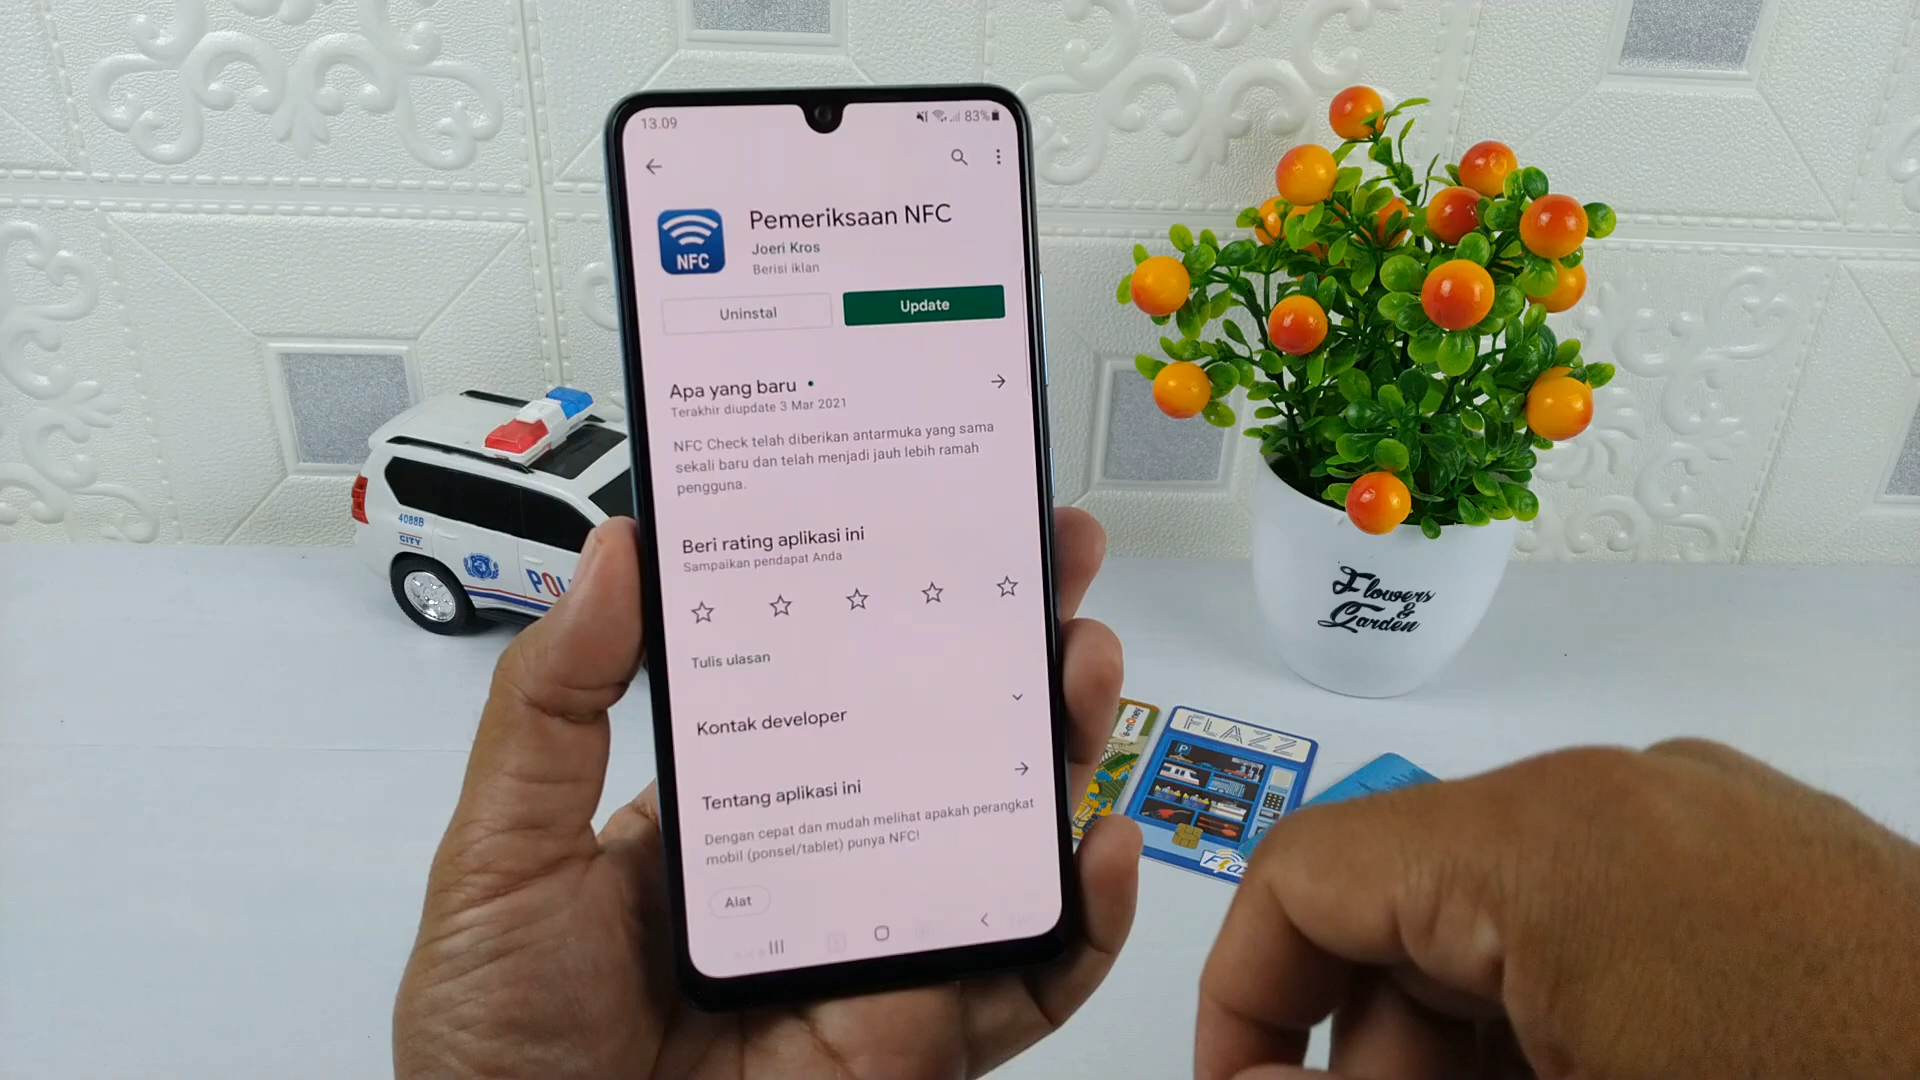 13.09
83%
NFC
Pemeriksaan NFC
Joeri Kros
Berisi iklan
Uninstal
Update
Apa yang baru
Terakhir diupdate 3 Mar 2021
NFC Check telah diberikan antarmuka yang sama
sekali baru dan telah menjadi jauh lebih ramah
pengguna.
Beri rating aplikasi ini
Sampaikan pendapat Anda
Tulis ulasan
Kontak developer
Tentang aplikasi ini
Dengan cepat dan mudah melihat apakah perangkat
mobil (ponsel/tablet) punya NFC!
Alat
4088B
CITY
Flowers
&
Garden
e-money
FLAZZ
P